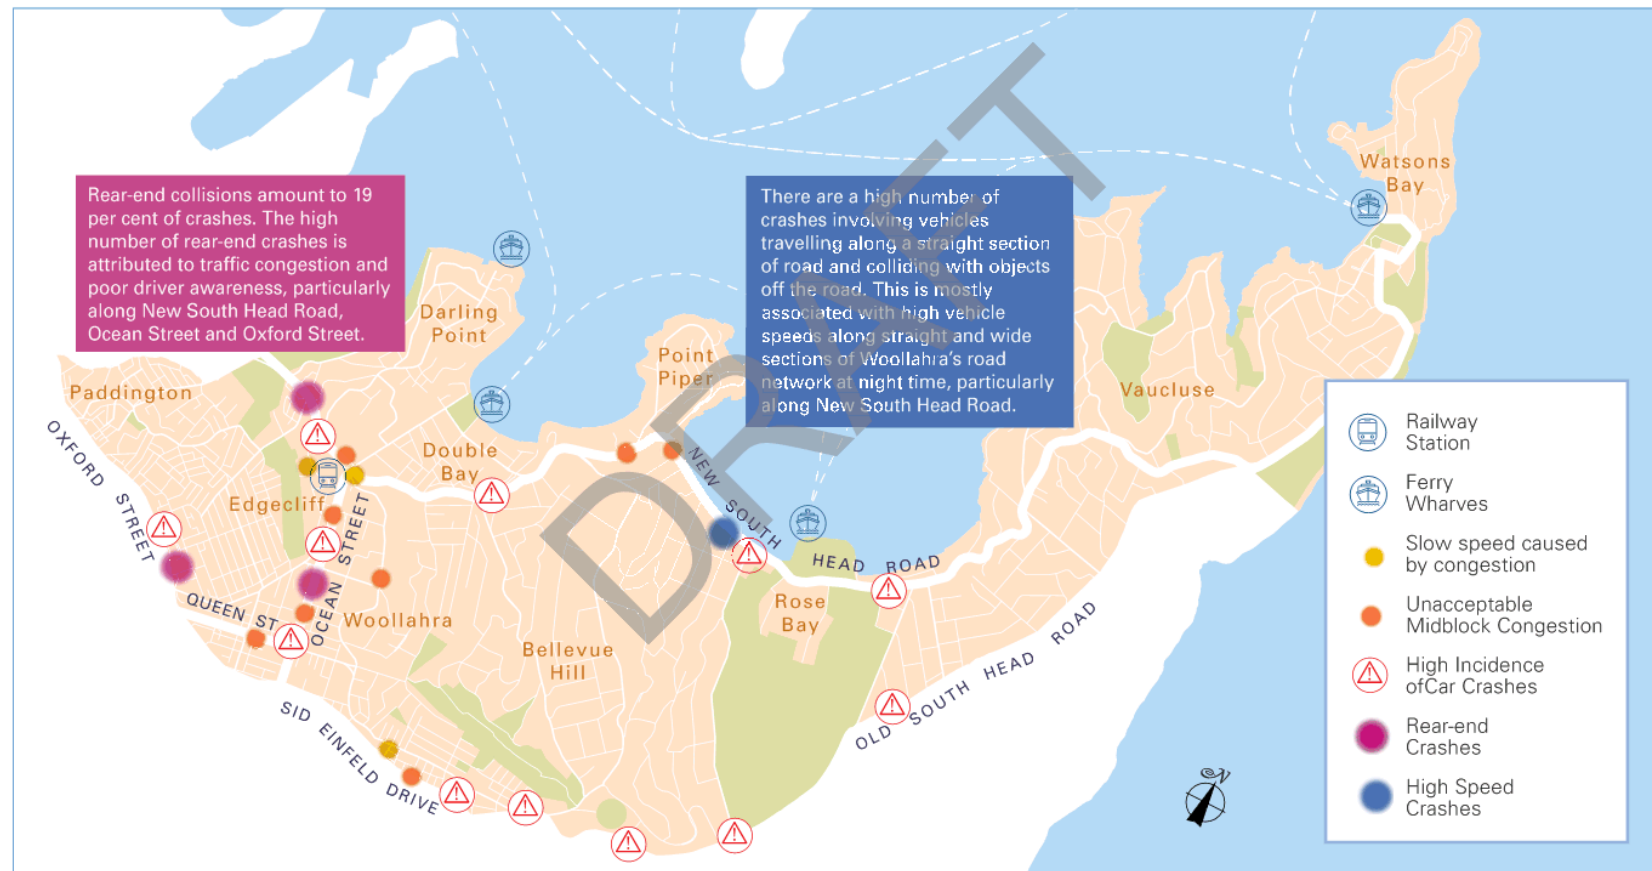 Rear-end collisions amount to 19
per cent of crashes. The high
number of rear-end crashes is
attributed to traffic congestion and
poor driver awareness, particularly
along New South Head Road,
Ocean Street and Oxford Street.
There are a high number of
crashes involving vehicles
travelling along a straight section
of road and colliding with objects
off the road. This is mostly
associated with high vehicle
speeds along straight and wide
sections of Woollahra's road
network at night time, particularly
along New South Head Road.
DRAFT
Watsons
Bay
Darling
Point
Point
Piper
Paddington
Vaucluse
Double
Bay
Edgecliff
OXFORD STREET
OCEAN STREET
QUEEN ST
Woollahra
Bellevue
Hill
Rose
Bay
NEW SOUTH HEAD ROAD
OLD SOUTH HEAD ROAD
SID EINFELD DRIVE
N
Railway
Station
Ferry
Wharves
Slow speed caused
by congestion
Unacceptable
Midblock Congestion
High Incidence
ofCar Crashes
Rear-end
Crashes
High Speed
Crashes